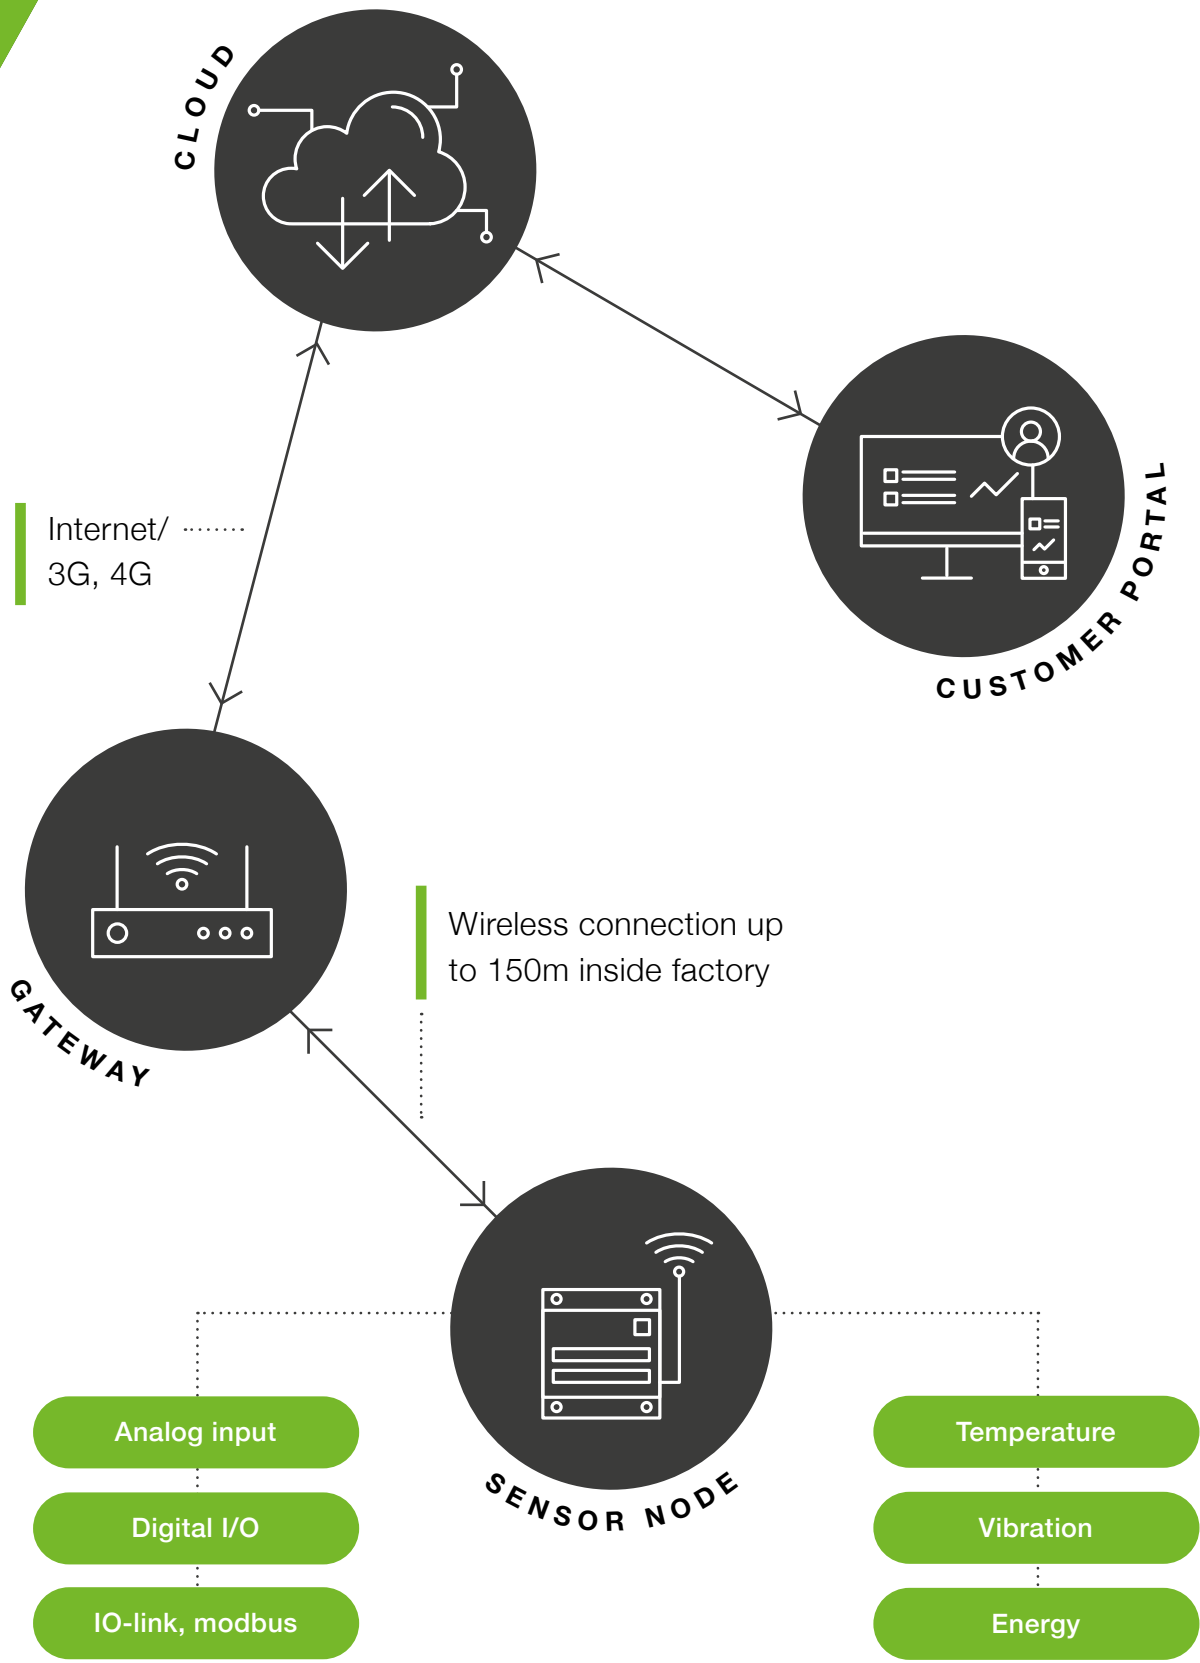 CLOUD
CUSTOMER PORTAL
Internet/
3G, 4G
GATEWAY
Wireless connection up
to 150m inside factory
SENSOR NODE
Analog input
Digital I/O
IO-link, modbus
Temperature
Vibration
Energy